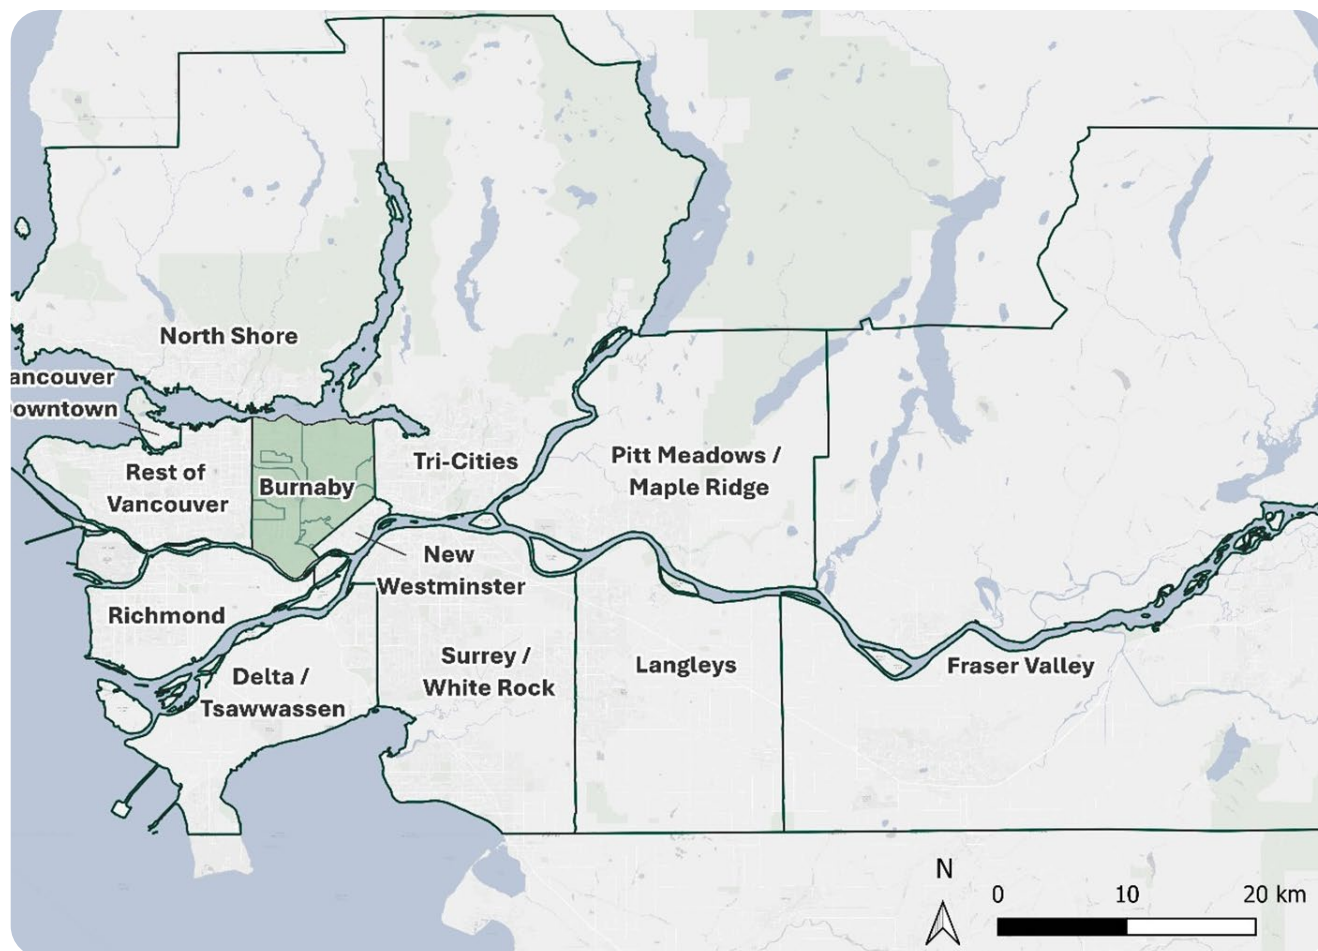 North Shore
ancouver
owntown
Rest of
Vancouver
Burnaby
Tri-Cities
Pitt Meadows /
Maple Ridge
New
Westminster
Richmond
Delta /
Tsawwassen
Surrey /
White Rock
Langleys
Fraser Valley
N
0 10 20 km